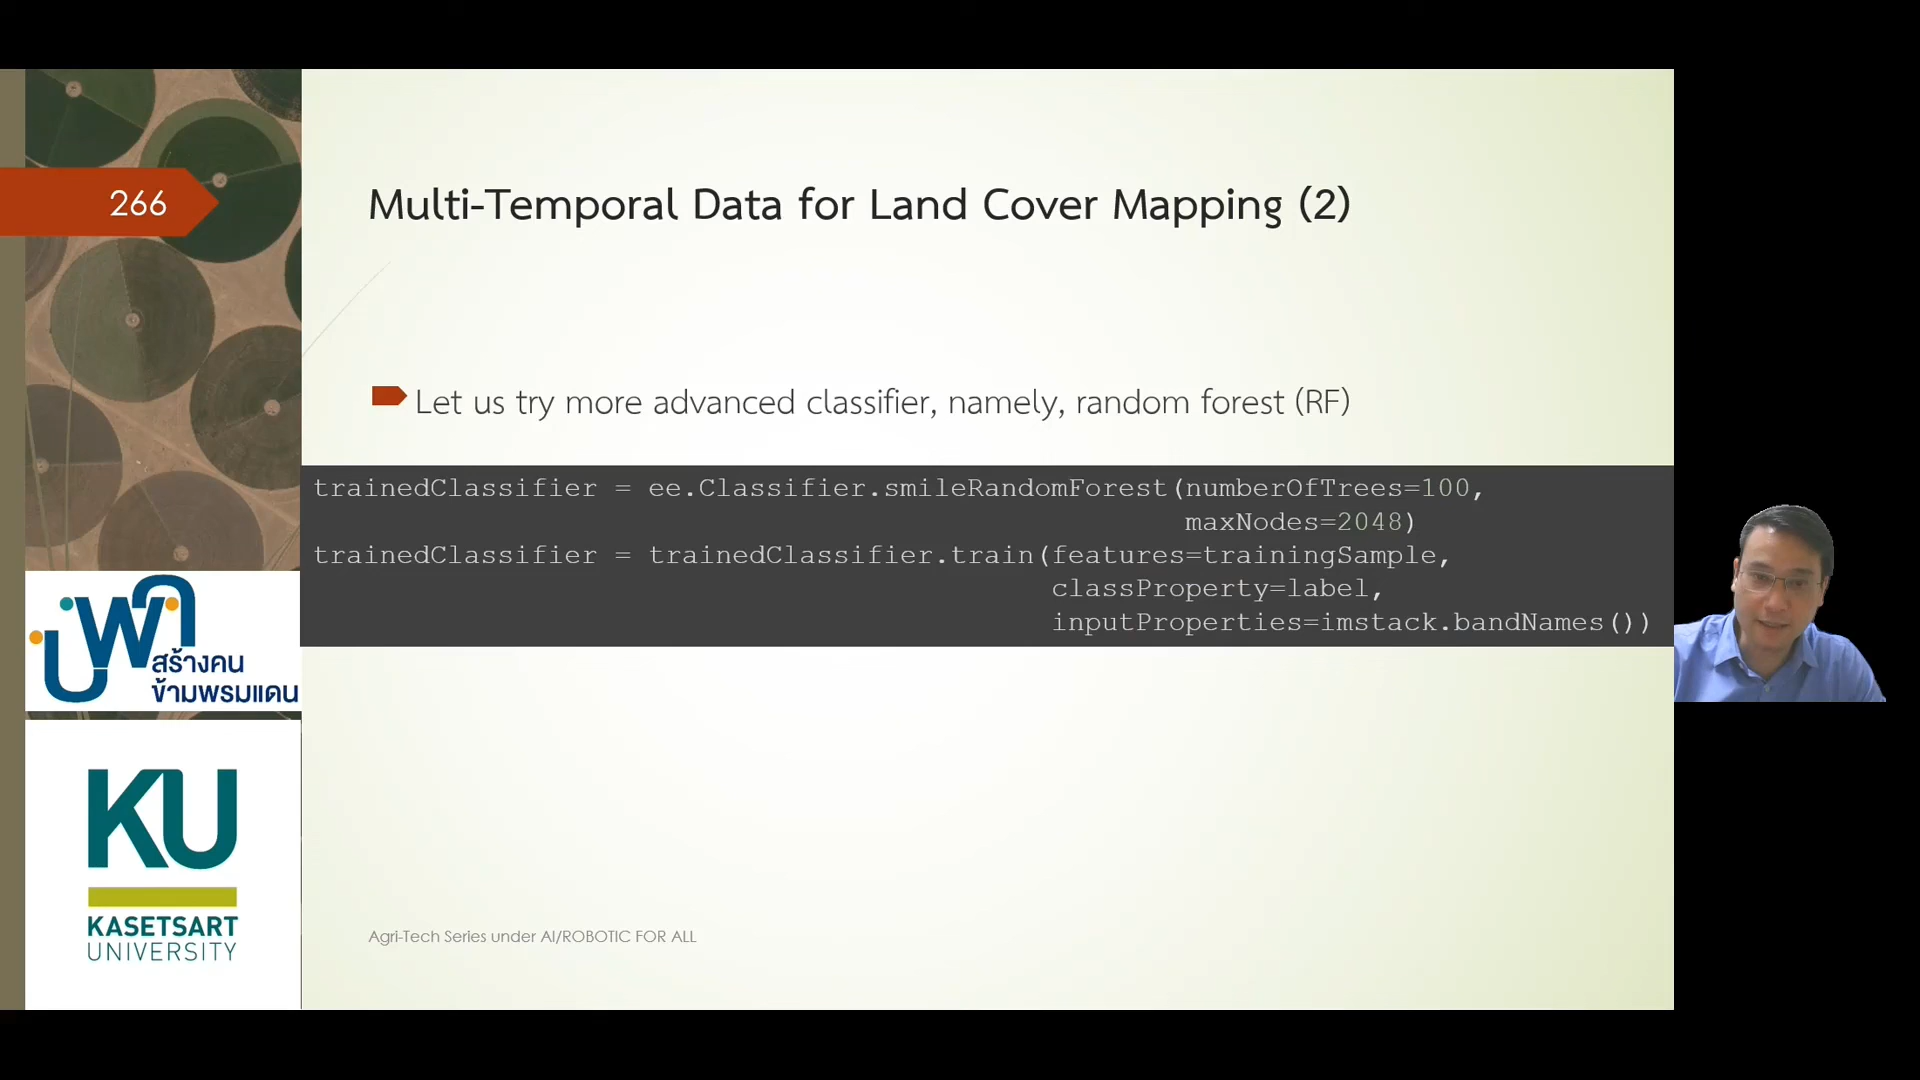 266
Multi-Temporal Data for Land Cover Mapping (2)
Let us try more advanced classifier, namely, random forest (RF)
trainedClassifier = ee.Classifier.smileRandomForest(numberOfTrees=100,
maxNodes=2048)
trainedClassifier = trainedClassifier.train(features=trainingSample,
classProperty=label,
inputProperties=imstack.bandNames())
บพค
สร้างคน
ข้ามพรมแดน
KU
KASETSART
UNIVERSITY
Agri-Tech Series under AI/ROBOTIC FOR ALL